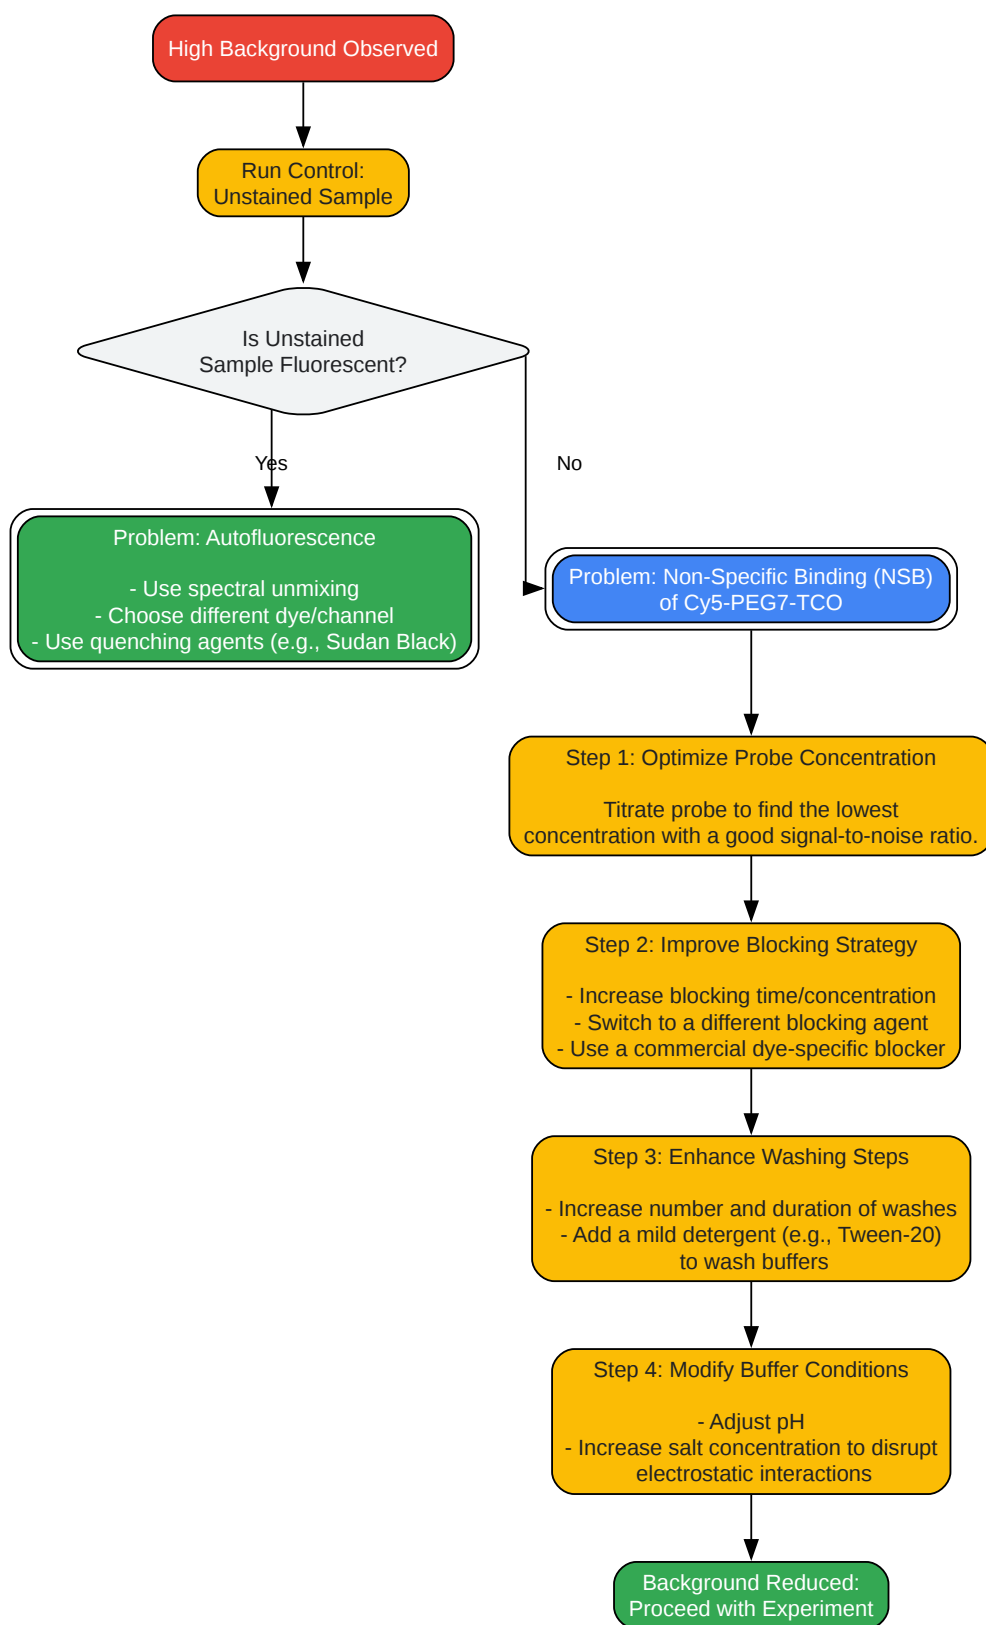 High Background Observed
Run Control:
Unstained Sample
Is Unstained
Sample Fluorescent?
Yes
No
Problem: Autofluorescence
- Use spectral unmixing
- Choose different dye/channel
- Use quenching agents (e.g., Sudan Black)
Problem: Non-Specific Binding (NSB)
of Cy5-PEG7-TCO
Step 1: Optimize Probe Concentration
Titrate probe to find the lowest
concentration with a good signal-to-noise ratio.
Step 2: Improve Blocking Strategy
- Increase blocking time/concentration
- Switch to a different blocking agent
- Use a commercial dye-specific blocker
Step 3: Enhance Washing Steps
- Increase number and duration of washes
- Add a mild detergent (e.g., Tween-20)
to wash buffers
Step 4: Modify Buffer Conditions
- Adjust pH
- Increase salt concentration to disrupt
electrostatic interactions
Background Reduced:
Proceed with Experiment